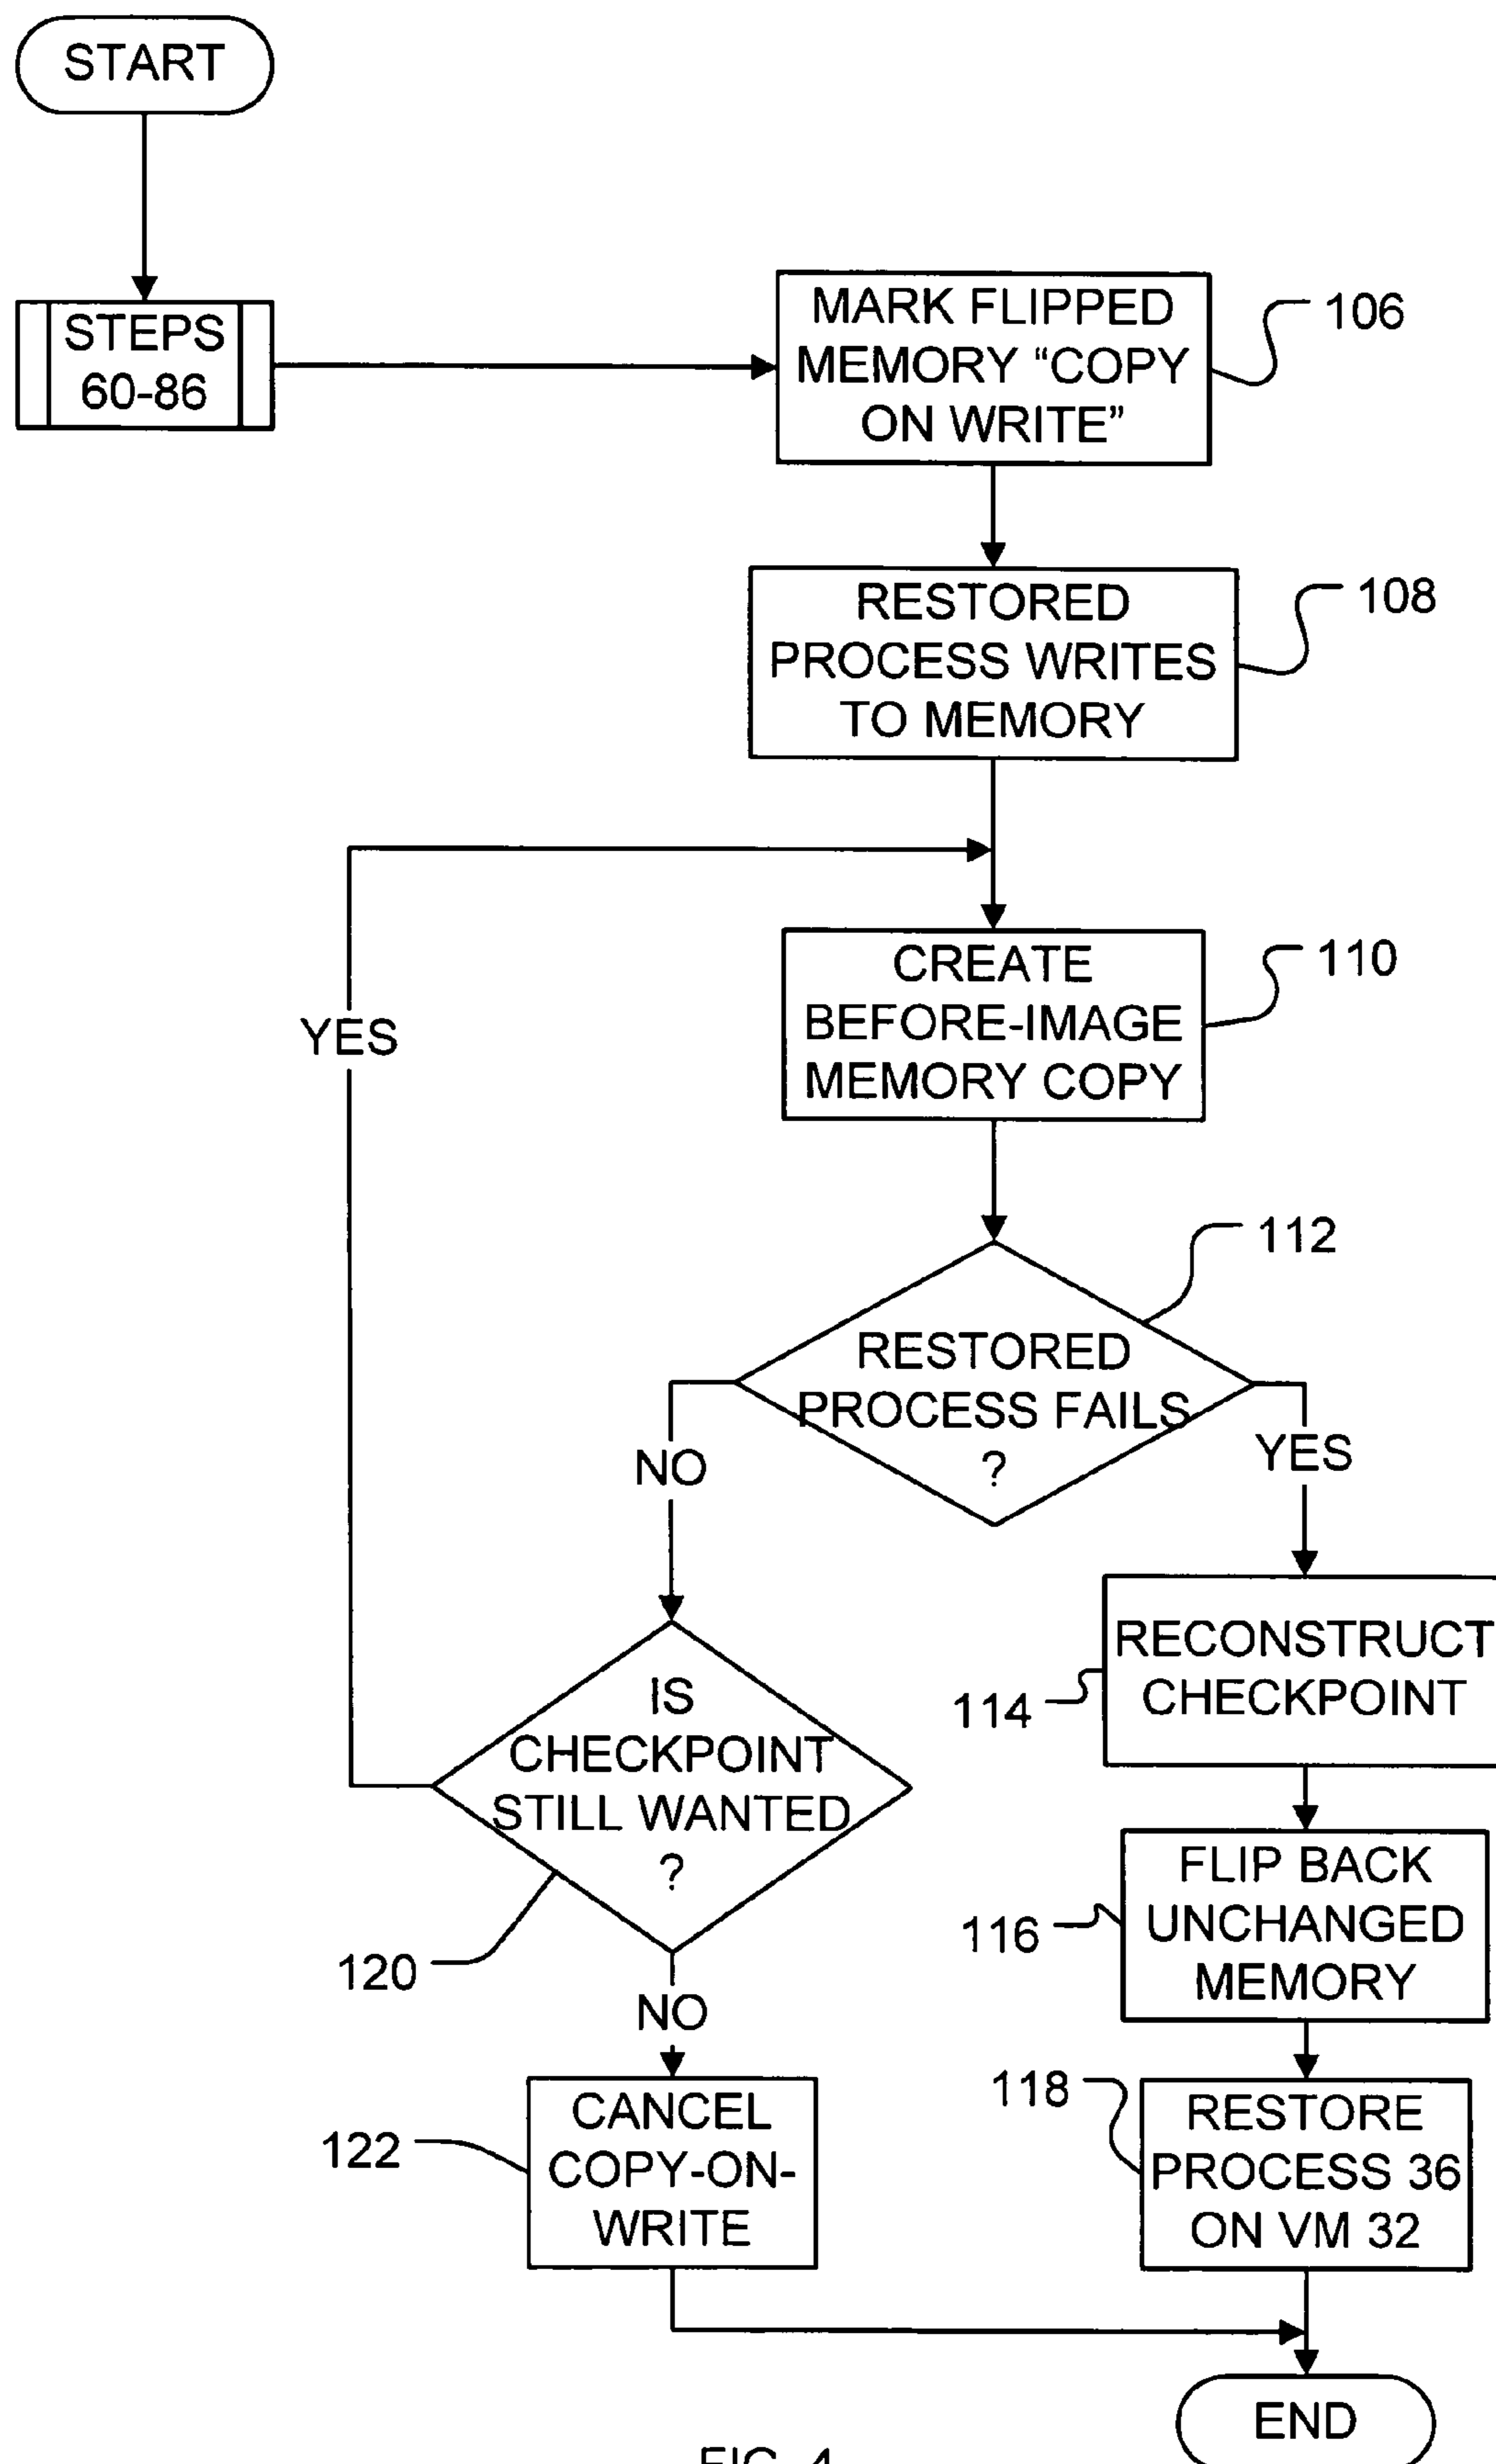 START
STEPS
60-86
MARK FLIPPED
MEMORY “COPY
ON WRITE”
106
RESTORED
PROCESS WRITES
TO MEMORY
108
CREATE
BEFORE-IMAGE
MEMORY COPY
110
YES
RESTORED
PROCESS FAILS
?
112
NO
YES
RECONSTRUCT
CHECKPOINT
114
IS
CHECKPOINT
STILL WANTED
?
120
FLIP BACK
UNCHANGED
MEMORY
116
NO
CANCEL
COPY-ON-
WRITE
122
RESTORE
PROCESS 36
ON VM 32
118
END
FIG. 4